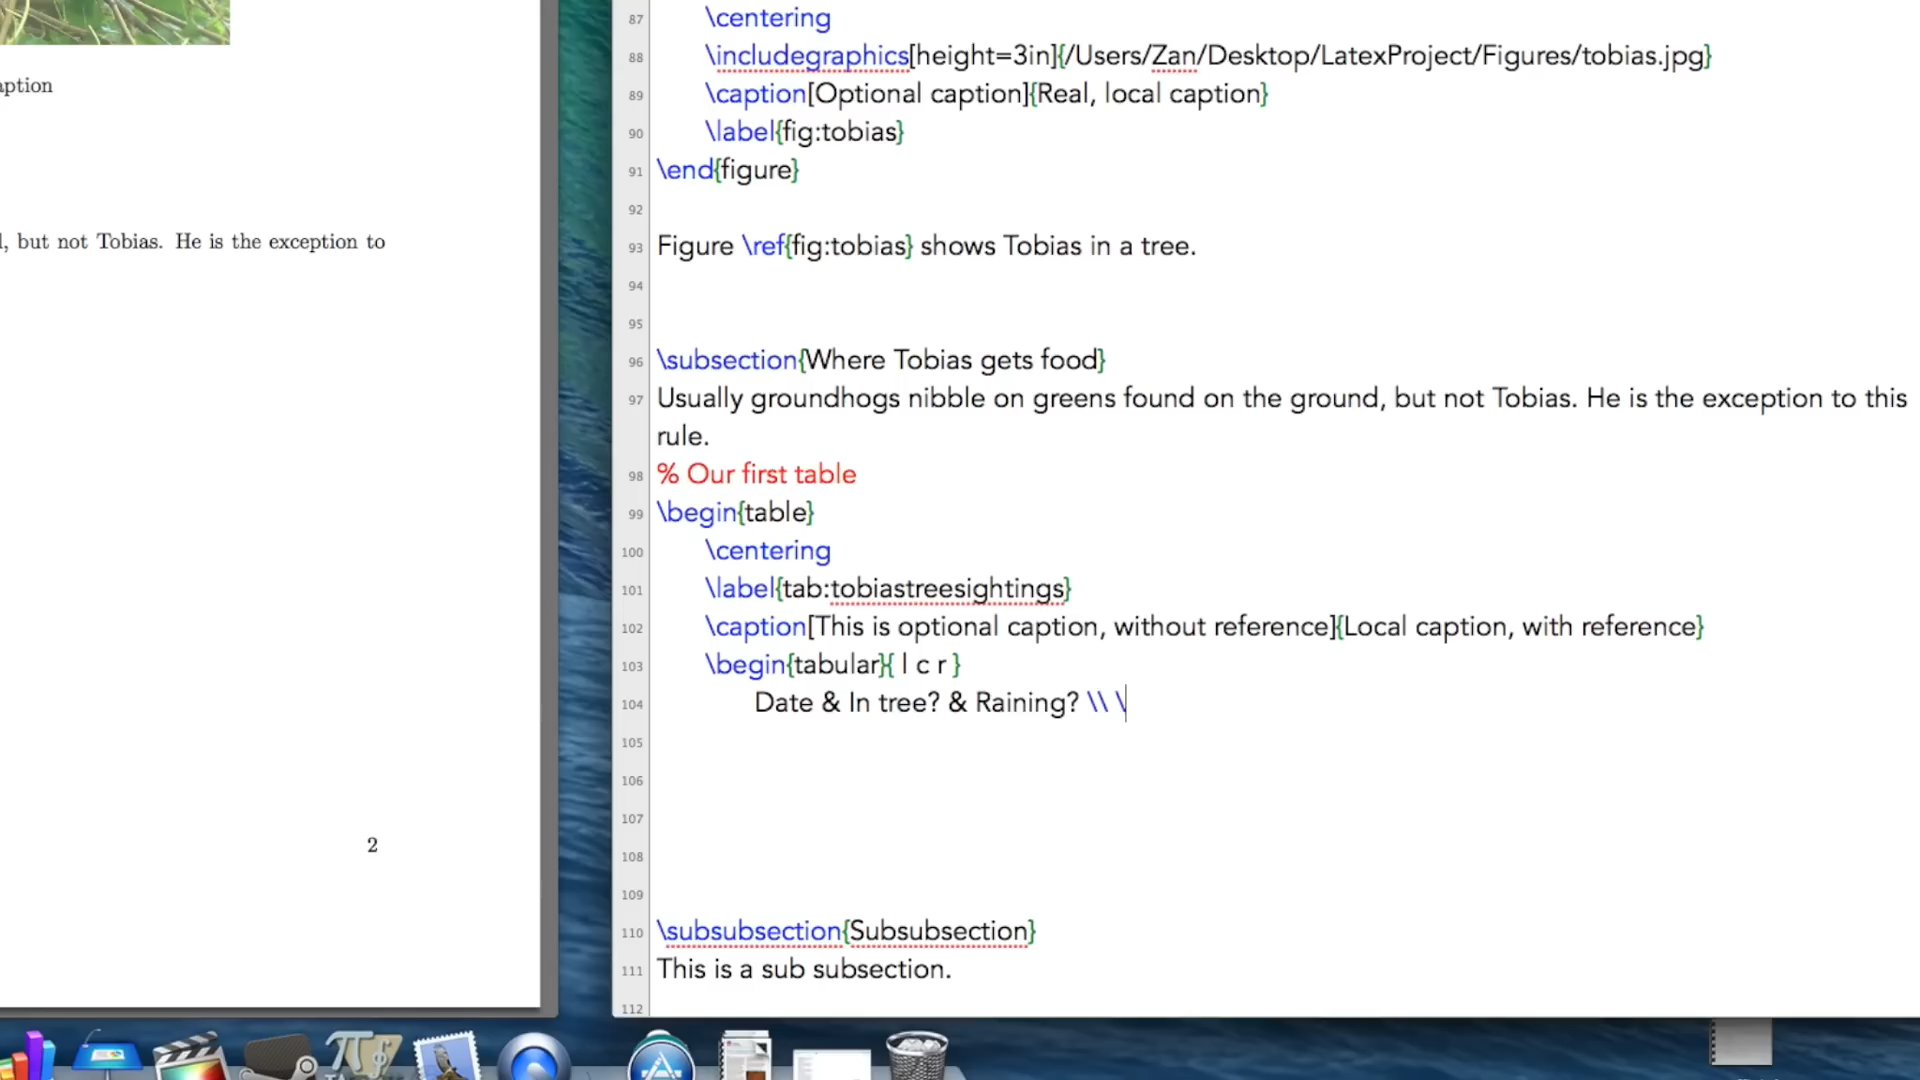 ption
l, but not Tobias. He is the exception to
2
87 \centering
88 \includegraphics[height=3in]{/Users/Zan/Desktop/LatexProject/Figures/tobias.jpg}
89 \caption[Optional caption]{Real, local caption}
90 \label{fig:tobias}
91 \end{figure}
92
93 Figure \ref{fig:tobias} shows Tobias in a tree.
94
95
96 \subsection{Where Tobias gets food}
97 Usually groundhogs nibble on greens found on the ground, but not Tobias. He is the exception to this
rule.
98 % Our first table
99 \begin{table}
100 \centering
101 \label{tab:tobiastreesightings}
102 \caption[This is optional caption, without reference]{Local caption, with reference}
103 \begin{tabular}{ l c r }
104 Date & In tree? & Raining? \\ \
105
106
107
108
109
110 \subsubsection{Subsubsection}
111 This is a sub subsection.
112